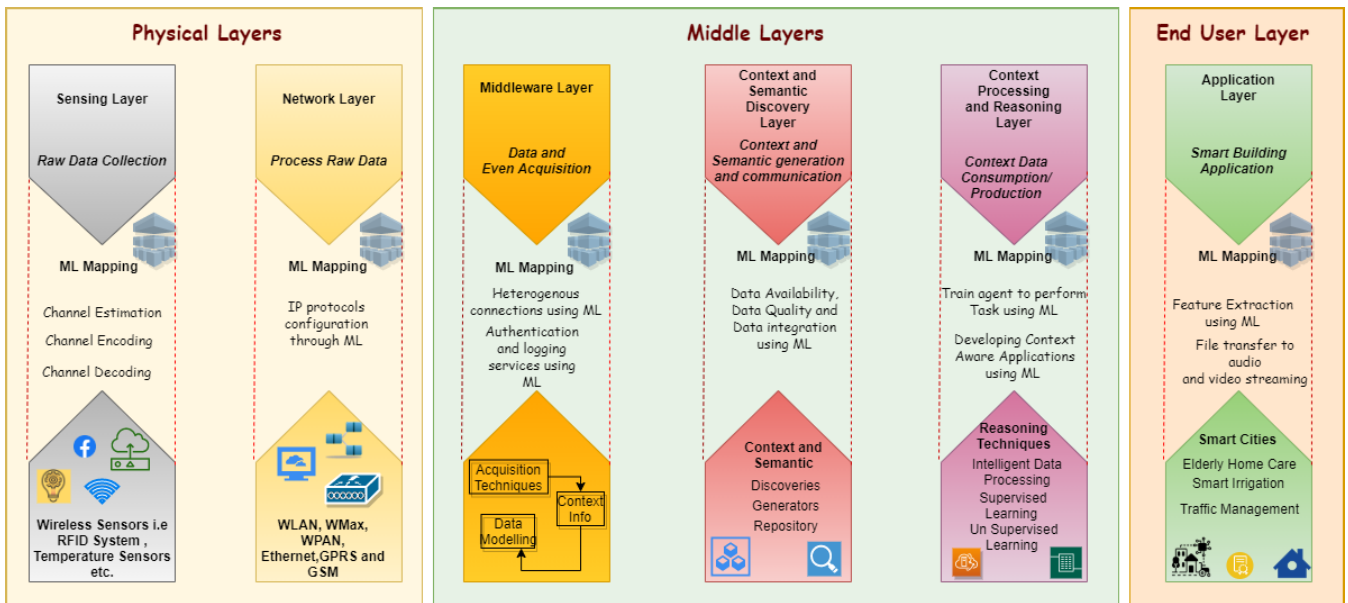 Physical Layers
Sensing Layer
Raw Data Collection
ML Mapping
Channel Estimation
Channel Encoding
Channel Decoding
Wireless Sensors i.e
RFID System ,
Temperature Sensors
etc.
Network Layer
Process Raw Data
ML Mapping
IP protocols
configuration
through ML
WLAN, WMax,
WPAN,
Ethernet,GPRS and
GSM
Middle Layers
Middleware Layer
Data and
Even Acquisition
ML Mapping
Heterogenous
connections using ML
Authentication
and logging
services using
ML
Acquisition
Techniques
Context
Info
Data
Modelling
Context and
Semantic
Discovery
Layer
Context and
Semantic generation
and communication
ML Mapping
Data Availability,
Data Quality and
Data integration
using ML
Context and
Semantic
Discoveries
Generators
Repository
Context
Processing
and Reasoning
Layer
Context Data
Consumption/
Production
ML Mapping
Train agent to perform
Task using ML
Developing Context
Aware Applications
using ML
Reasoning
Techniques
Intelligent Data
Processing
Supervised
Learning
Un Supervised
Learning
End User Layer
Application
Layer
Smart Building
Application
ML Mapping
Feature Extraction
using ML
File transfer to
audio
and video streaming
Smart Cities
Elderly Home Care
Smart Irrigation
Traffic Management